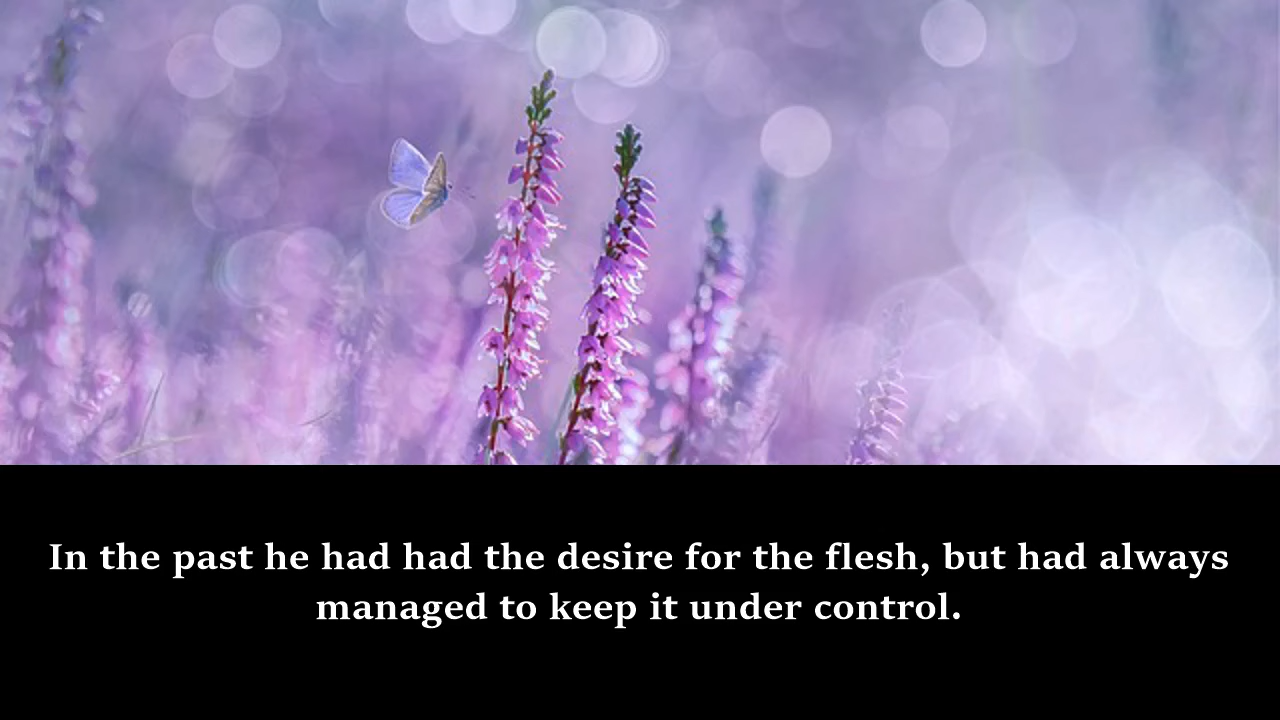 In the past he had had the desire for the flesh, but had always
managed to keep it under control.